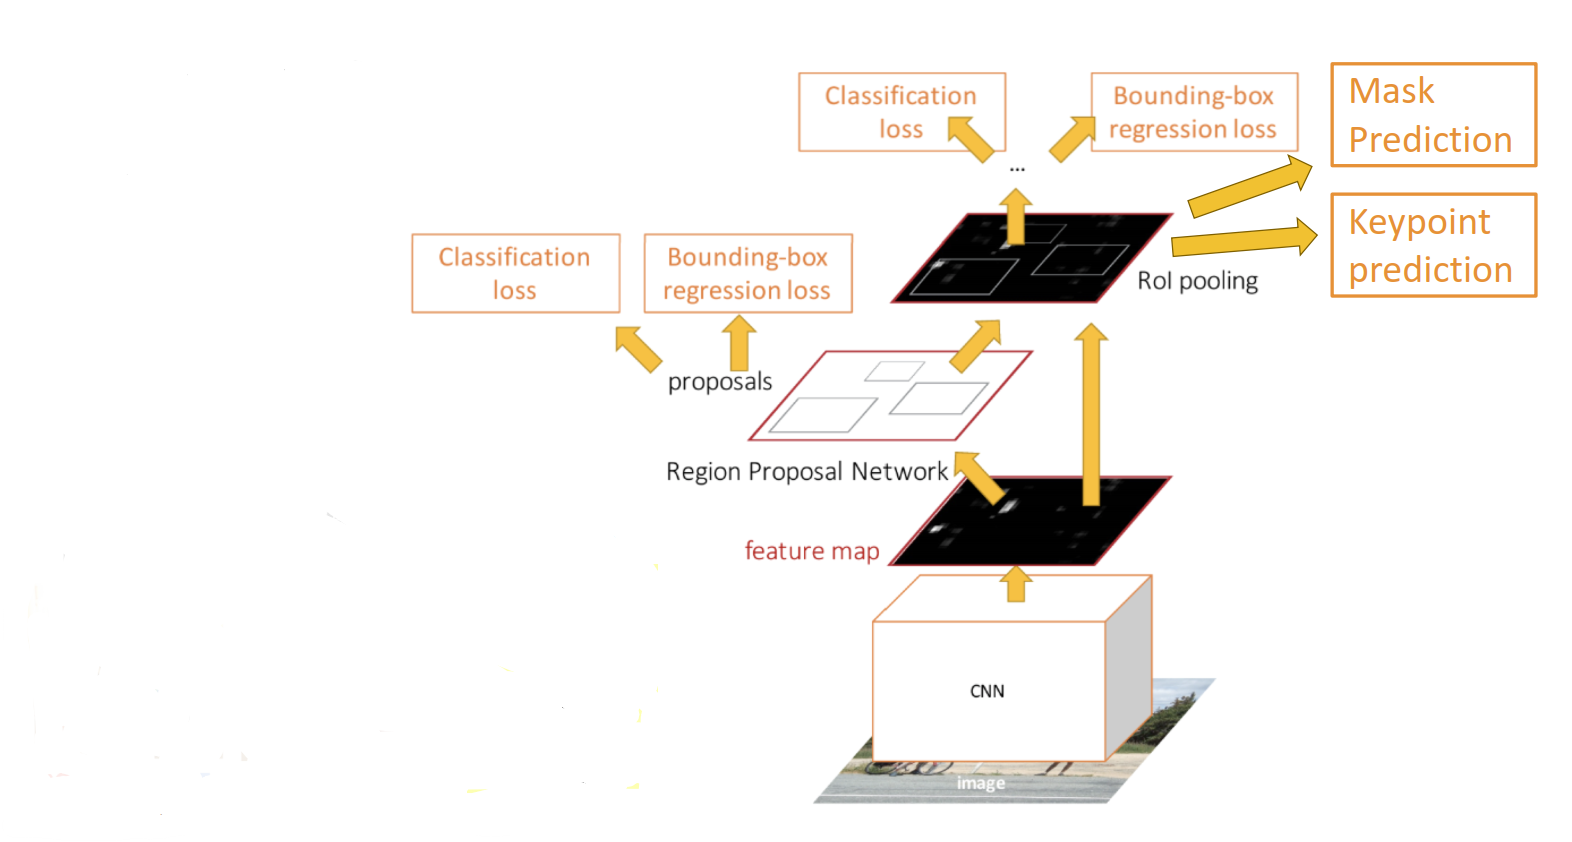 Classification
loss
Bounding-box
regression loss
Mask
Prediction
Keypoint
prediction
...
RoI pooling
Classification
loss
Bounding-box
regression loss
proposals
Region Proposal Network
feature map
CNN
image